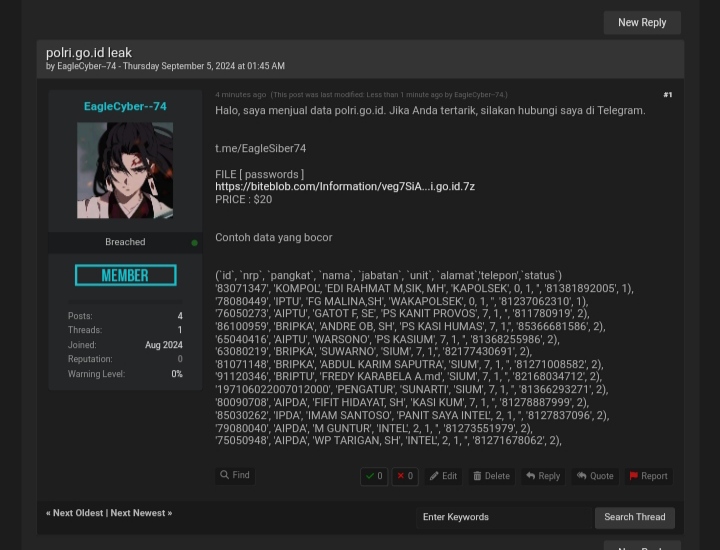 New Reply
polri.go.id leak
by EagleCyber--74 - Thursday September 5, 2024 at 01:45 AM
EagleCyber--74
Breached
MEMBER
Posts: 4
Threads: 1
Joined: Aug 2024
Reputation: 0
Warning Level: 0%
4 minutes ago (This post was last modified: Less than 1 minute ago by EagleCyber--74.)
#1
Halo, saya menjual data polri.go.id. Jika Anda tertarik, silakan hubungi saya di Telegram.
t.me/EagleSiber74
FILE [ passwords ]
https://biteblob.com/Information/veg7SiA...i.go.id.7z
PRICE : $20
Contoh data yang bocor
(`id`, `nrp`, `pangkat`, `nama`, `jabatan`, `unit`, `alamat`,'telepon',`status`)
'83071347', 'KOMPOL', 'EDI RAHMAT M,SIK, MH', 'KAPOLSEK', 0, 1, '', '81381892005', 1),
'78080449', 'IPTU', 'FG MALINA,SH', 'WAKAPOLSEK', 0, 1, '', '81237062310', 1),
'76050273', 'AIPTU', 'GATOT F, SE', 'PS KANIT PROVOS', 7, 1, '', '811780919', 2),
'86100959', 'BRIPKA', 'ANDRE OB, SH', 'PS KASI HUMAS', 7, 1,'', '85366681586', 2),
'65040416', 'AIPTU', 'WARSONO', 'PS KASIUM', 7, 1, '', '81368255986', 2),
'63080219', 'BRIPKA', 'SUWARNO', 'SIUM', 7, 1,'', '82177430691', 2),
'81071148', 'BRIPKA', 'ABDUL KARIM SAPUTRA', 'SIUM', 7, 1, '', '81271008582', 2),
'91120346', 'BRIPTU', 'FREDY KARABELA A.md', 'SIUM', 7, 1, '', '82168034712', 2),
'197106022007012000', 'PENGATUR', 'SUNARTI', 'SIUM', 7, 1, '', '81366293271', 2),
'80090708', 'AIPDA', 'FIFIT HIDAYAT, SH', 'KASI KUM', 7, 1, '', '81278887999', 2),
'85030262', 'IPDA', 'IMAM SANTOSO', 'PANIT SAYA INTEL', 2, 1, '', '8127837096', 2),
'79080040', 'AIPDA', 'M GUNTUR', 'INTEL', 2, 1, '', '81273551979', 2),
'75050948', 'AIPDA', 'WP TARIGAN, SH', 'INTEL', 2, 1, '', '81271678062', 2),
Find
0
0
Edit
Delete
Reply
Quote
Report
« Next Oldest | Next Newest »
Enter Keywords
Search Thread